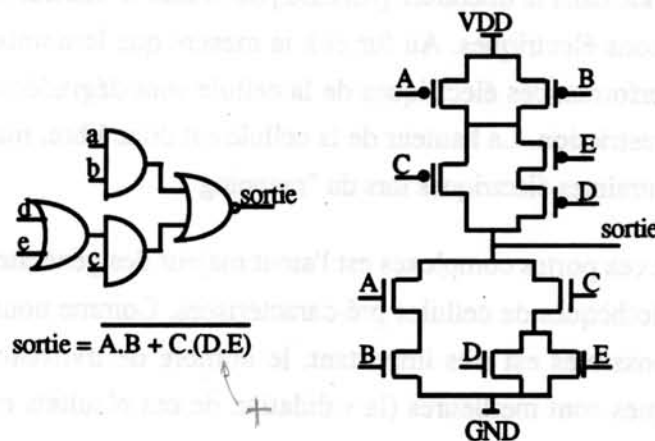 VDD
A
B
a
b
E
C
D
d
e
c
sortie
sortie
A
C
sortie = A.B + C.(D.E)
+
B
D
E
GND